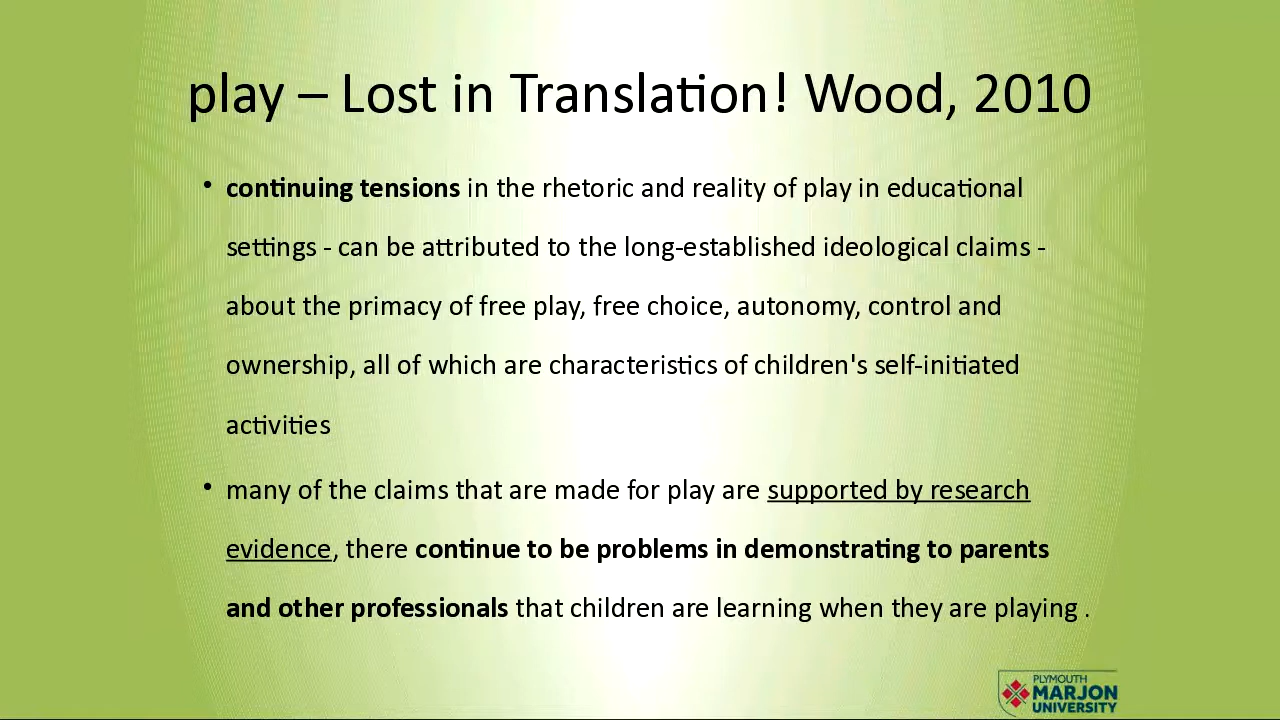 play – Lost in Translation! Wood, 2010
• continuing tensions in the rhetoric and reality of play in educational
settings - can be attributed to the long-established ideological claims -
about the primacy of free play, free choice, autonomy, control and
ownership, all of which are characteristics of children's self-initiated
activities
• many of the claims that are made for play are supported by research
evidence, there continue to be problems in demonstrating to parents
and other professionals that children are learning when they are playing .
PLYMOUTH
MARJON
UNIVERSITY